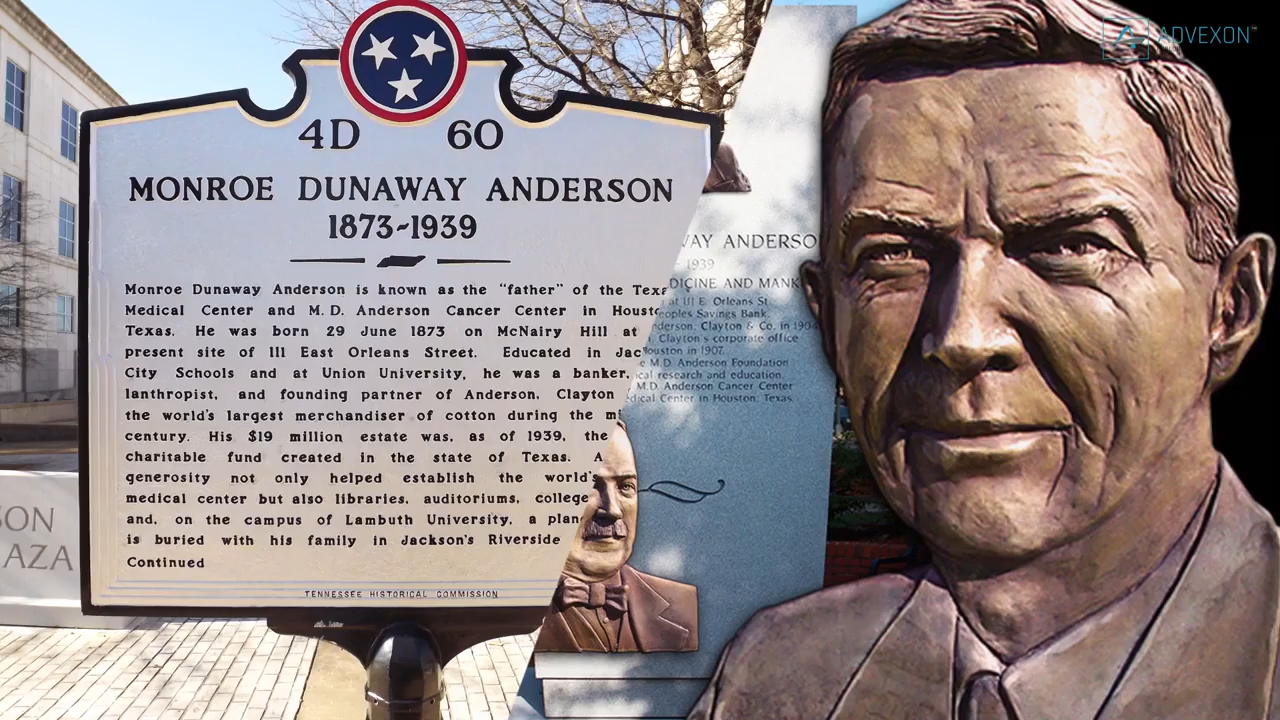 ADVEXON
4D 60
MONROE DUNAWAY ANDERSON
1873~1939
Monroe Dunaway Anderson is known as the "father" of the Texa
Medical Center and M.D. Anderson Cancer Center in Housto
Texas. He was born 29 June 1873 on McNairy Hill at
present site of 111 East Orleans Street. Educated in Jac
City Schools and at Union University, he was a banker,
lanthropist, and founding partner of Anderson, Clayton
the world's largest merchandiser of cotton during the mi
century. His $19 million estate was, as of 1939, the
charitable fund created in the state of Texas. A
generosity not only helped establish the world's
medical center but also libraries, auditoriums, college
and, on the campus of Lambuth University, a plan
is buried with his family in Jackson's Riverside
Continued
TENNESSEE HISTORICAL COMMISSION
SON
AZA
WAY ANDERSO
1939
DICINE AND MANK
at 111 E. Orleans St.
eoples Savings Bank.
derson, Clayton & Co. in 1904
, Clayton's corporate office
ouston in 1907.
e M.D. Anderson Foundation
ical research and education.
M.D. Anderson Cancer Center
dical Center in Houston, Texas.